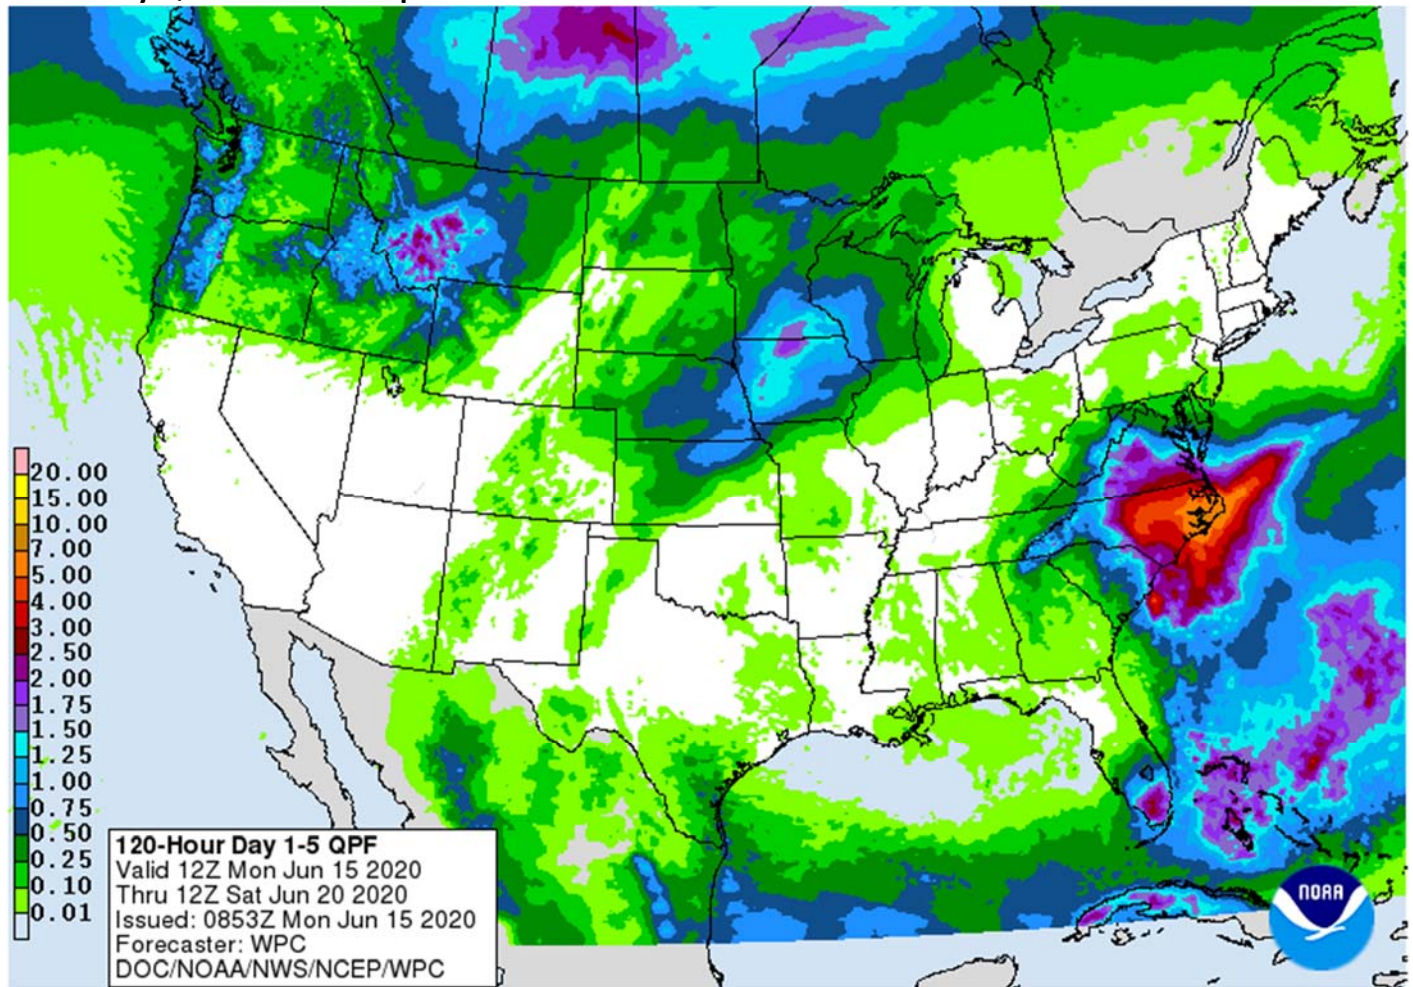 20.00
15.00
10.00
7.00
5.00
4.00
3.00
2.50
2.00
1.75
1.50
1.25
1.00
0.75
0.50
0.25
0.10
0.01
120-Hour Day 1-5 QPF
Valid 12Z Mon Jun 15 2020
Thru 12Z Sat Jun 20 2020
Issued: 0853Z Mon Jun 15 2020
Forecaster: WPC
DOC/NOAA/NWS/NCEP/WPC
NOAA